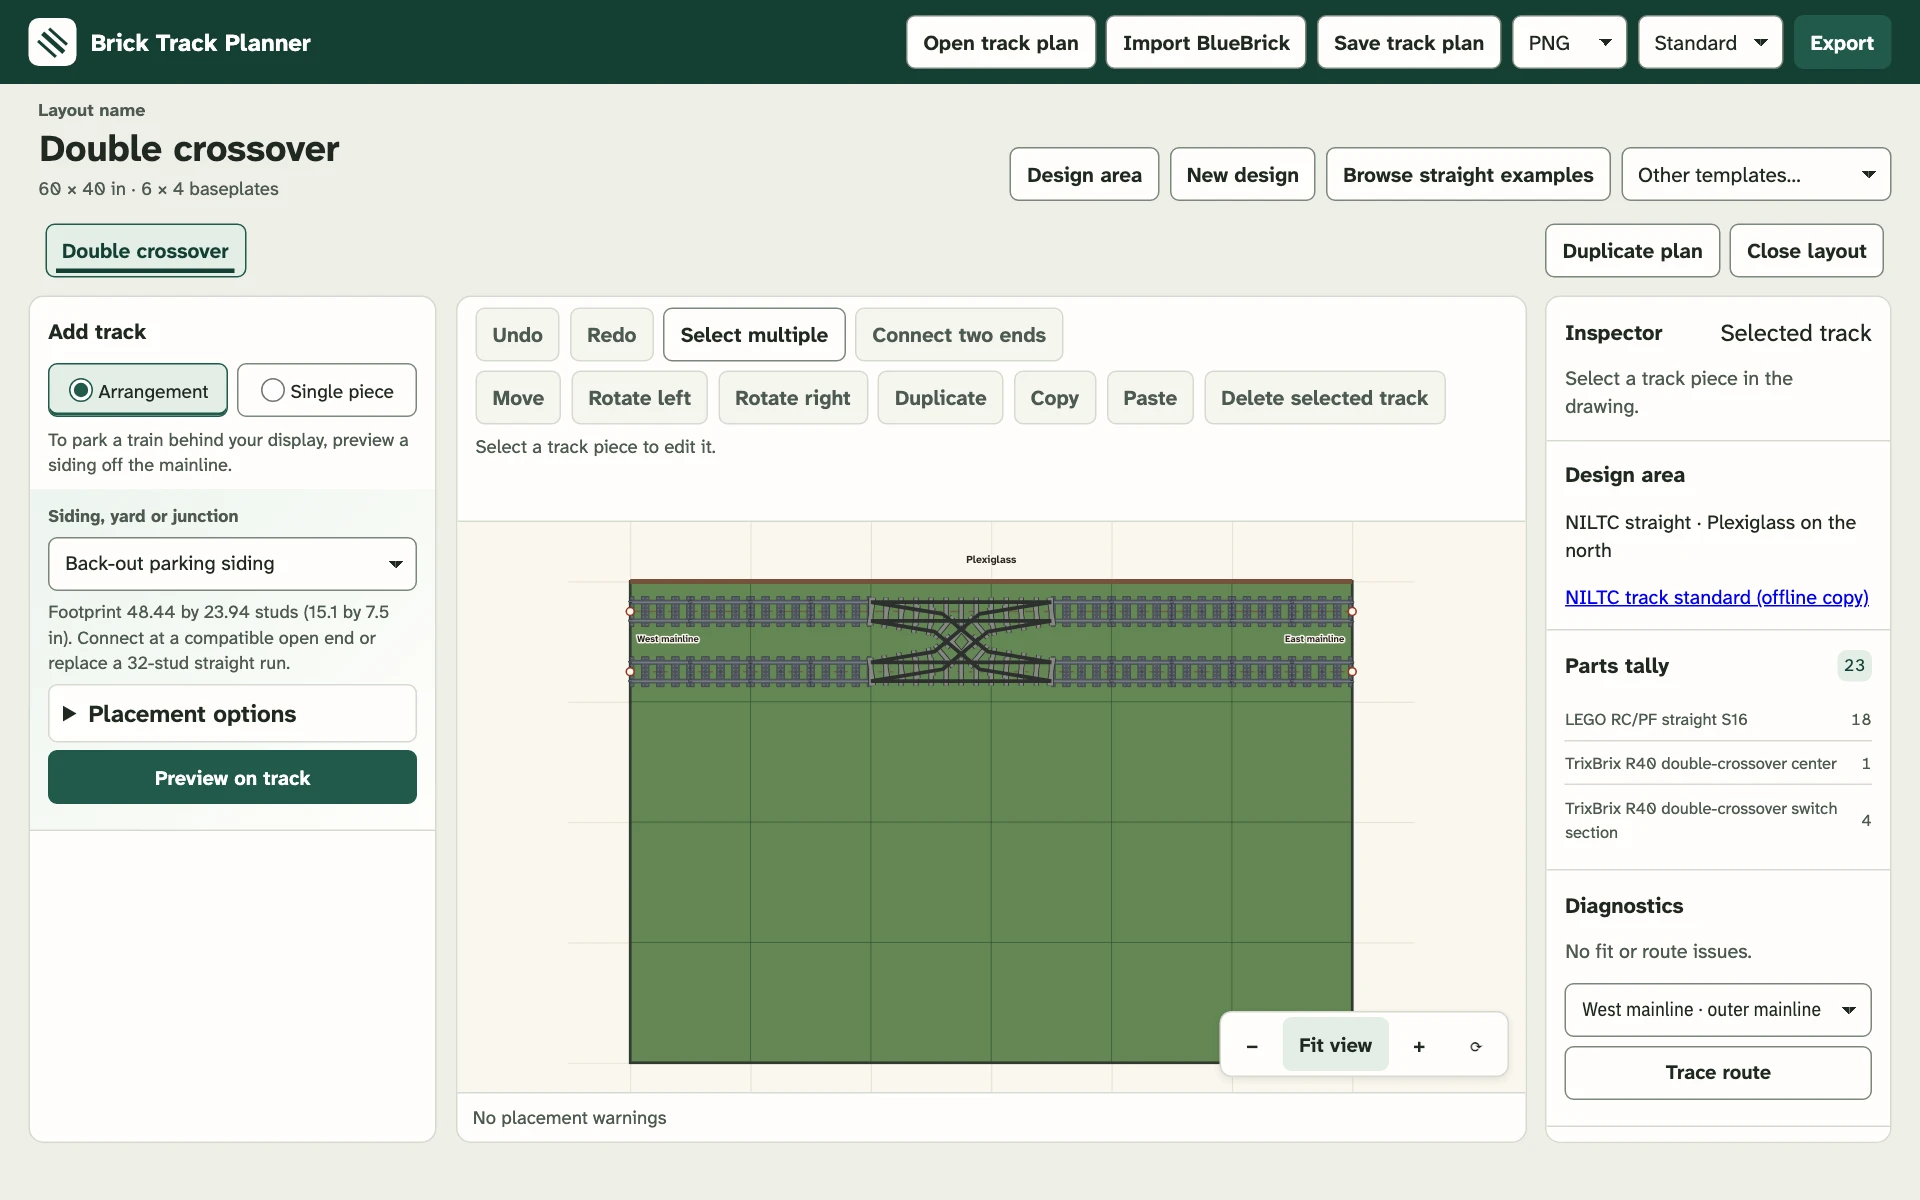 Brick Track Planner
Open track plan
Import BlueBrick
Save track plan
PNG
Standard
Export
Layout name
Double crossover
60 × 40 in · 6 × 4 baseplates
Design area
New design
Browse straight examples
Other templates...
Double crossover
Duplicate plan
Close layout
Add track
Arrangement
Single piece
To park a train behind your display, preview a
siding off the mainline.
Siding, yard or junction
Back-out parking siding
Footprint 48.44 by 23.94 studs (15.1 by 7.5
in). Connect at a compatible open end or
replace a 32-stud straight run.
Placement options
Preview on track
Undo
Redo
Select multiple
Connect two ends
Move
Rotate left
Rotate right
Duplicate
Copy
Paste
Delete selected track
Select a track piece to edit it.
Plexiglass
West mainline
East mainline
−
Fit view
+
No placement warnings
Inspector
Selected track
Select a track piece in the
drawing.
Design area
NILTC straight · Plexiglass on the
north
NILTC track standard (offline copy)
Parts tally
23
LEGO RC/PF straight S16
18
TrixBrix R40 double-crossover center
1
TrixBrix R40 double-crossover switch
section
4
Diagnostics
No fit or route issues.
West mainline · outer mainline
Trace route